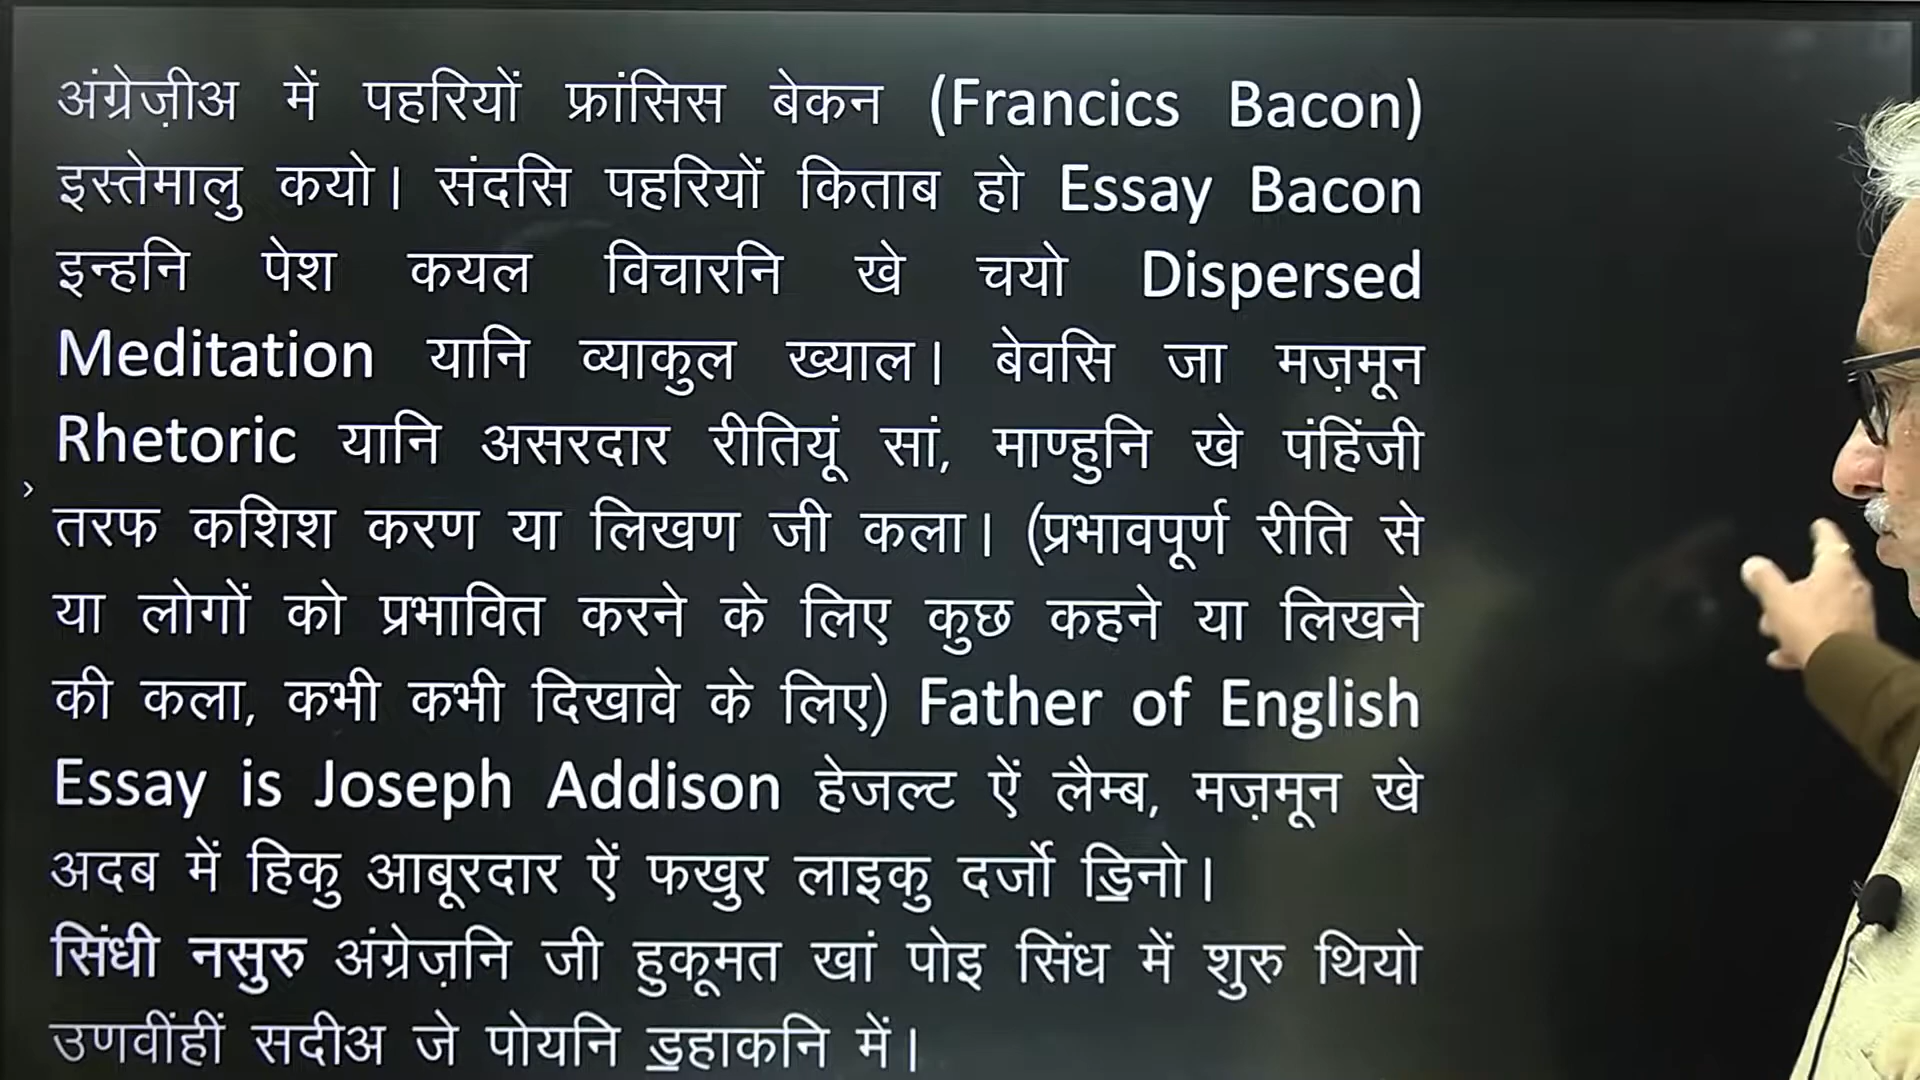 अंग्रेज़ीअ में पहरियों फ्रांसिस बेकन (Francics Bacon)
इस्तेमालु कयो। संदसि पहरियों किताब हो Essay Bacon
इन्हनि पेश कयल विचारनि खे चयो Dispersed
Meditation यानि व्याकुल ख्याल। बेवसि जा मज़मून
Rhetoric यानि असरदार रीतियूं सां, माण्हुनि खे पंहिंजी
तरफ कशिश करण या लिखण जी कला। (प्रभावपूर्ण रीति से
या लोगों को प्रभावित करने के लिए कुछ कहने या लिखने
की कला, कभी कभी दिखावे के लिए) Father of English
Essay is Joseph Addison हेजल्ट ऐं लैम्ब, मज़मून खे
अदब में हिकु आबूरदार ऐं फखुर लाइकु दर्जो ॾिनो।
सिंधी नसुरु अंग्रेज़नि जी हुकूमत खां पोइ सिंध में शुरु थियो
उणवींहीं सदीअ जे पोयनि ॾहाकनि में।